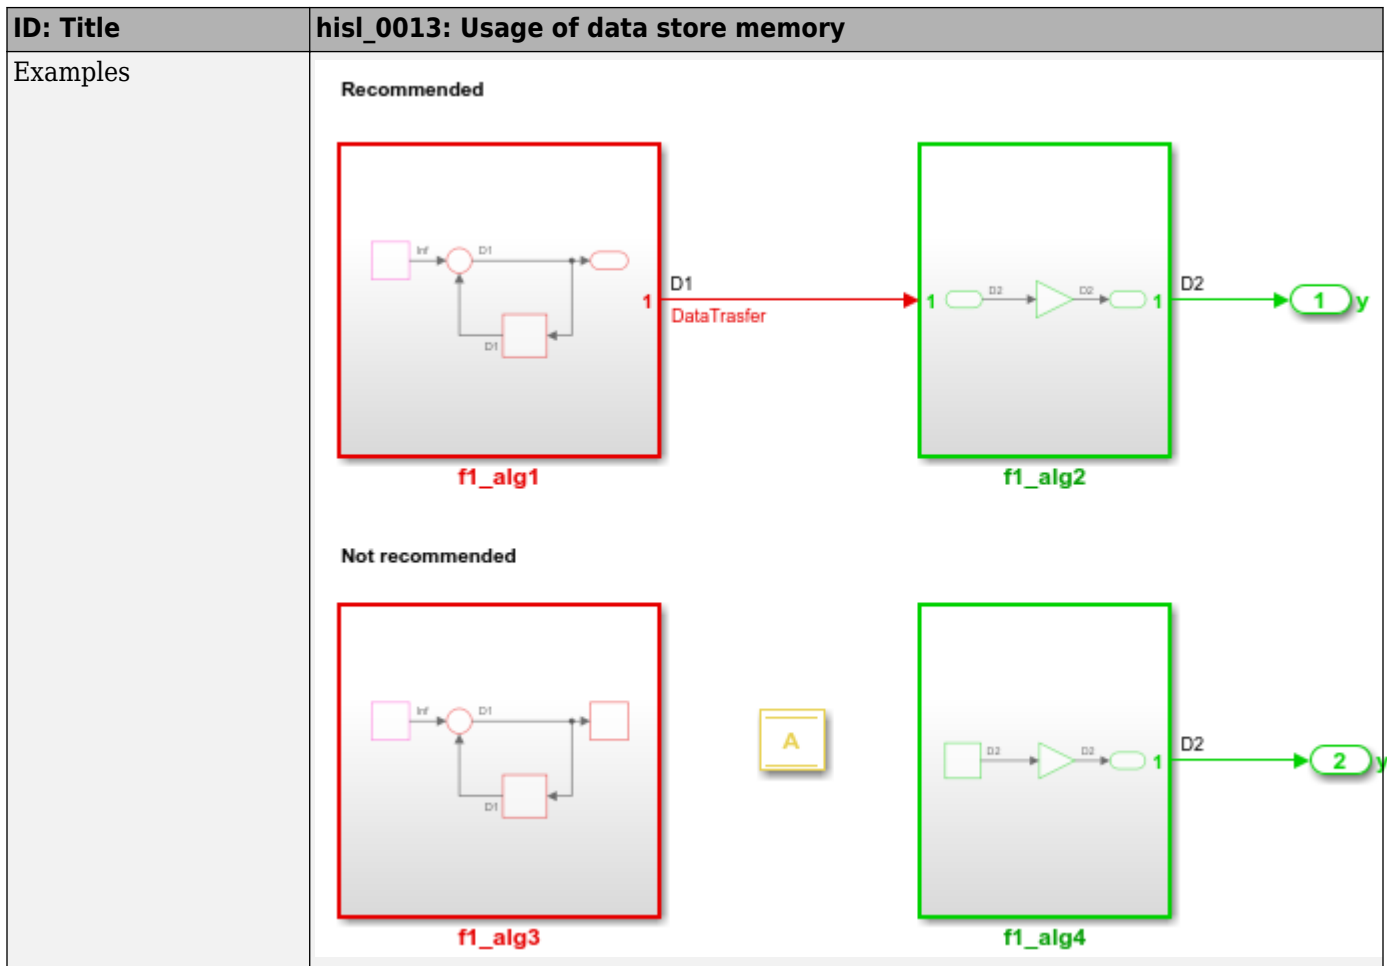 ID: Title hisl_0013: Usage of data store memory
Examples
Recommended
Inf D1
D1
1
D1
DataTrasfer
1 D2 D2 1
D2
1 y
f1_alg1 f1_alg2
Not recommended
Inf D1
D1
A
D2 D2 1
D2
2 y
f1_alg3 f1_alg4